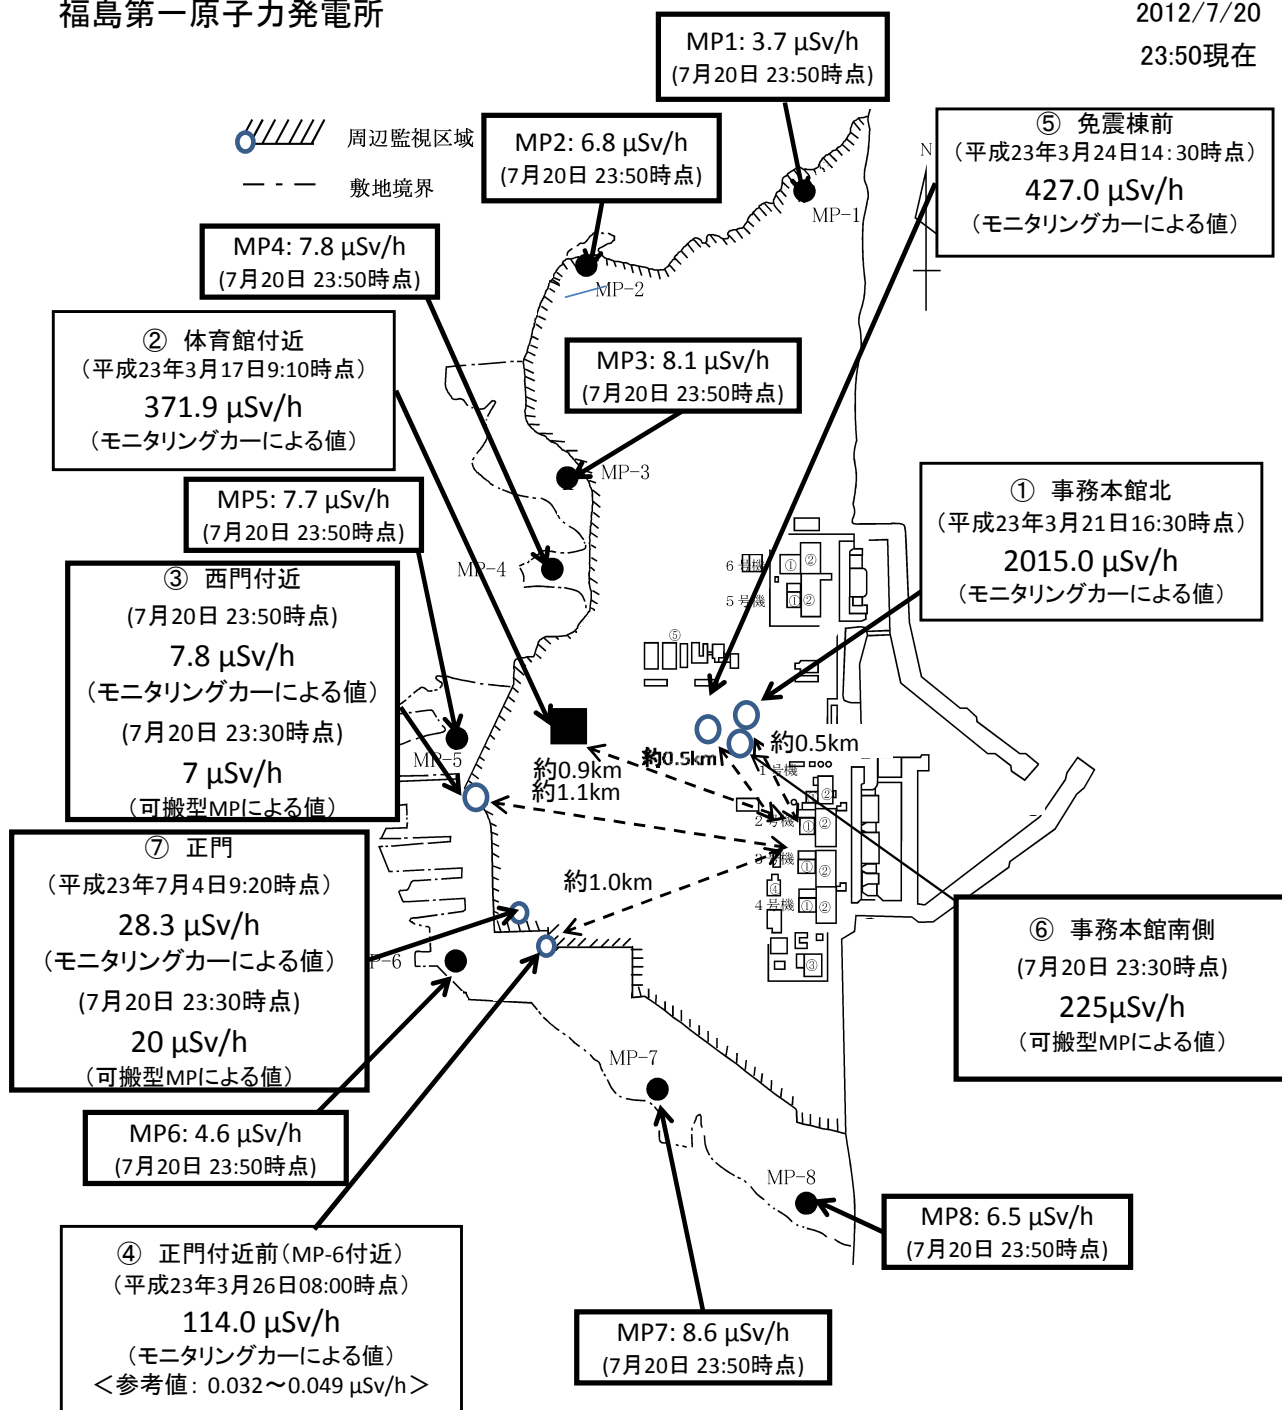 福島第一原子力発電所
2012/7/20
23:50現在
周辺監視区域
敷地境界
MP1: 3.7 μSv/h
(7月20日 23:50時点)
MP2: 6.8 μSv/h
(7月20日 23:50時点)
⑤ 免震棟前
(平成23年3月24日14:30時点)
427.0 μSv/h
(モニタリングカーによる値)
N
MP-1
MP4: 7.8 μSv/h
(7月20日 23:50時点)
MP-2
② 体育館付近
(平成23年3月17日9:10時点)
371.9 μSv/h
(モニタリングカーによる値)
MP3: 8.1 μSv/h
(7月20日 23:50時点)
MP-3
MP5: 7.7 μSv/h
(7月20日 23:50時点)
① 事務本館北
(平成23年3月21日16:30時点)
2015.0 μSv/h
(モニタリングカーによる値)
MP-4
③ 西門付近
(7月20日 23:50時点)
7.8 μSv/h
(モニタリングカーによる値)
(7月20日 23:30時点)
7 μSv/h
(可搬型MPによる値)
6号機
① ②
5号機
① ②
⑤
MP-5
約0.5km
約0.5km
約0.9km
約1.1km
1号機
②
2号機
① ②
3号機
① ②
④
4号機
① ②
③
約1.0km
⑦ 正門
(平成23年7月4日9:20時点)
28.3 μSv/h
(モニタリングカーによる値)
(7月20日 23:30時点)
20 μSv/h
(可搬型MPによる値)
P-6
⑥ 事務本館南側
(7月20日 23:30時点)
225μSv/h
(可搬型MPによる値)
MP-7
MP6: 4.6 μSv/h
(7月20日 23:50時点)
MP-8
MP8: 6.5 μSv/h
(7月20日 23:50時点)
④ 正門付近前(MP-6付近)
(平成23年3月26日08:00時点)
114.0 μSv/h
(モニタリングカーによる値)
<参考値: 0.032~0.049 μSv/h>
MP7: 8.6 μSv/h
(7月20日 23:50時点)